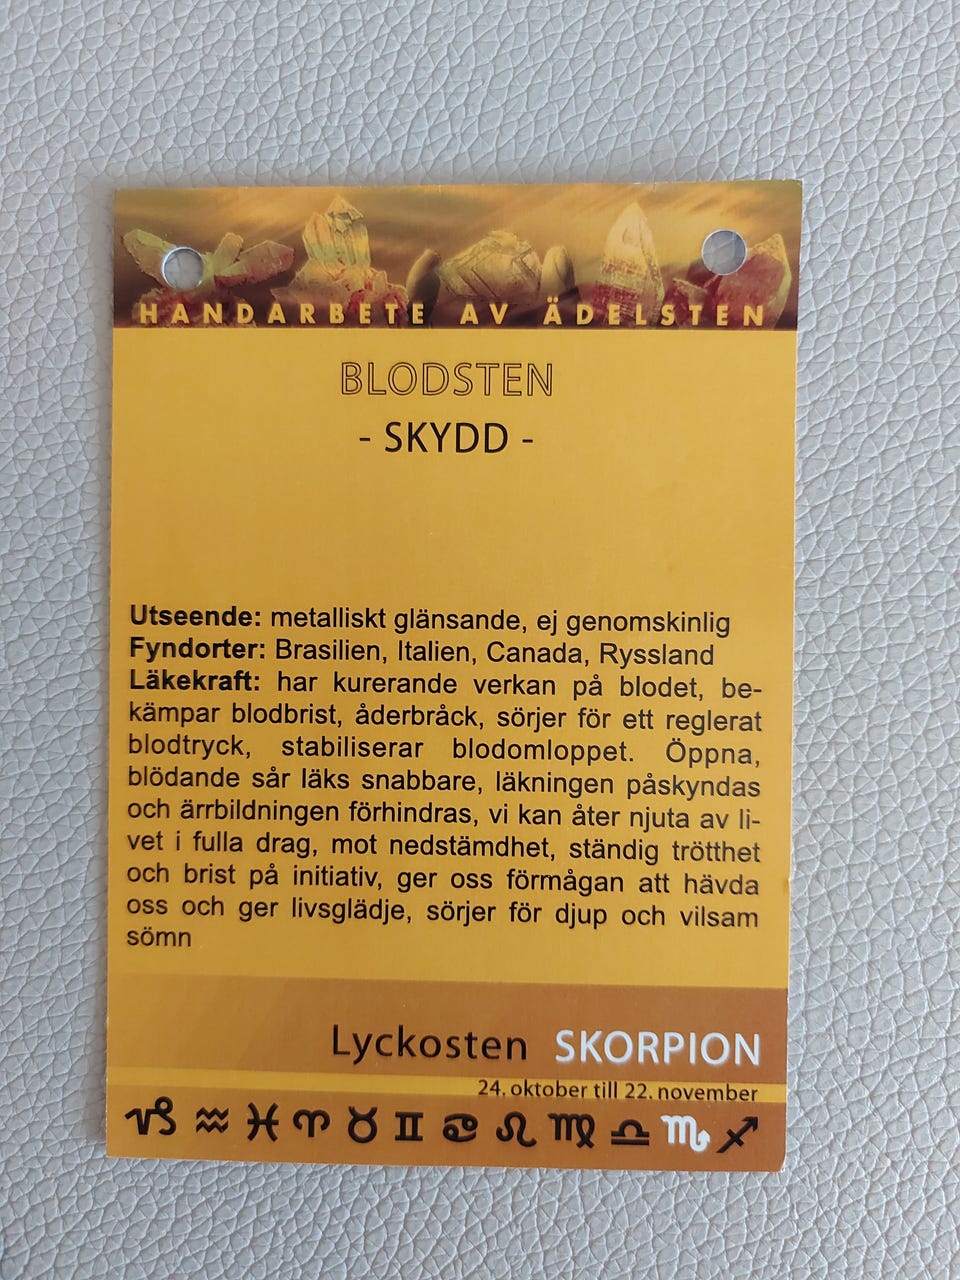 HANDARBETE AV ÄDELSTEN
BLODSTEN
- SKYDD -
Utseende: metalliskt glänsande, ej genomskinlig
Fyndorter: Brasilien, Italien, Canada, Ryssland
Läkekraft: har kurerande verkan på blodet, be-
kämpar blodbrist, åderbråck, sörjer för ett reglerat
blodtryck, stabiliserar blodomloppet. Öppna,
blödande sår läks snabbare, läkningen påskyndas
och ärrbildningen förhindras, vi kan åter njuta av li-
vet i fulla drag, mot nedstämdhet, ständig trötthet
och brist på initiativ, ger oss förmågan att hävda
oss och ger livsglädje, sörjer för djup och vilsam
sömn
Lyckosten SKORPION
24. oktober till 22. november
♑ ♒ ♓ ♈ ♉ ♊ ♋ ♌ ♍ ♎ ♏ ♐